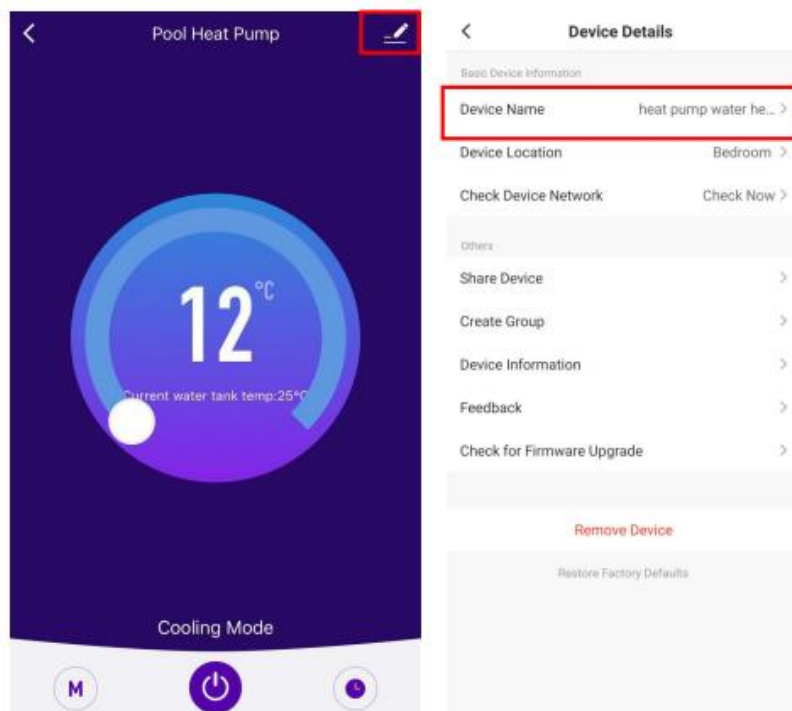 Pool Heat Pump
12°C
Current water tank temp:25°C
Cooling Mode
M
Device Details
Basic Device Information
Device Name heat pump water he...
Device Location Bedroom
Check Device Network Check Now
Others
Share Device
Create Group
Device Information
Feedback
Check for Firmware Upgrade
Remove Device
Restore Factory Defaults